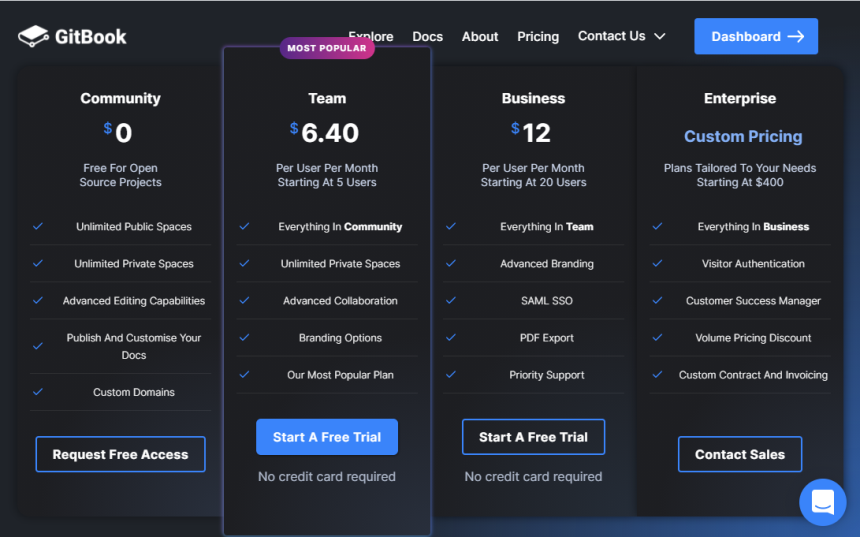 GitBook
Explore
Docs
About
Pricing
Contact Us
Dashboard
MOST POPULAR
Community
$0
Free For Open
Source Projects
Unlimited Public Spaces
Unlimited Private Spaces
Advanced Editing Capabilities
Publish And Customise Your
Docs
Custom Domains
Request Free Access
Team
$6.40
Per User Per Month
Starting At 5 Users
Everything In Community
Unlimited Private Spaces
Advanced Collaboration
Branding Options
Our Most Popular Plan
Start A Free Trial
No credit card required
Business
$12
Per User Per Month
Starting At 20 Users
Everything In Team
Advanced Branding
SAML SSO
PDF Export
Priority Support
Start A Free Trial
No credit card required
Enterprise
Custom Pricing
Plans Tailored To Your Needs
Starting At $400
Everything In Business
Visitor Authentication
Customer Success Manager
Volume Pricing Discount
Custom Contract And Invoicing
Contact Sales